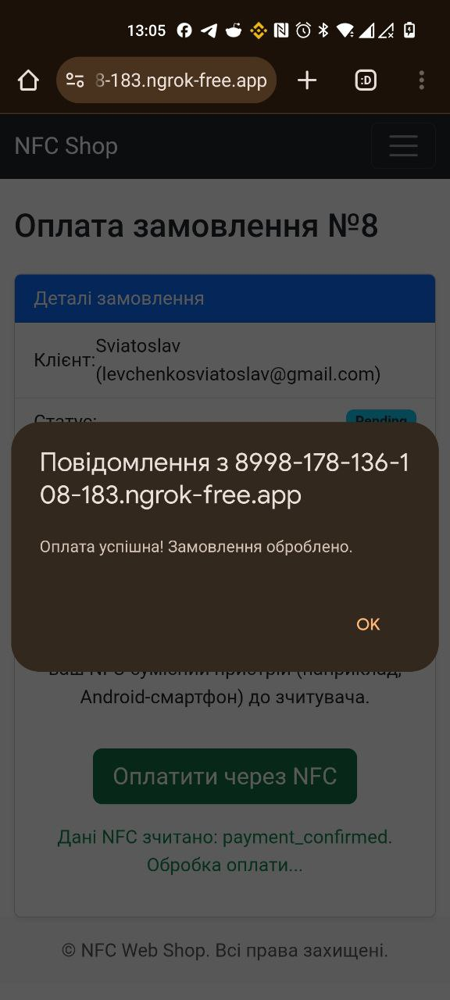 13:05
8-183.ngrok-free.app
:D
NFC Shop
Оплата замовлення №8
Деталі замовлення
Клієнт: Sviatoslav
(levchenkosviatoslav@gmail.com)
Статус:
Pending
Повідомлення з 8998-178-136-1
08-183.ngrok-free.app
Оплата успішна! Замовлення оброблено.
OK
ваш NFC-сумісний пристрій (наприклад,
Android-смартфон) до зчитувача.
Оплатити через NFC
Дані NFC зчитано: payment_confirmed.
Обробка оплати...
© NFC Web Shop. Всі права захищені.